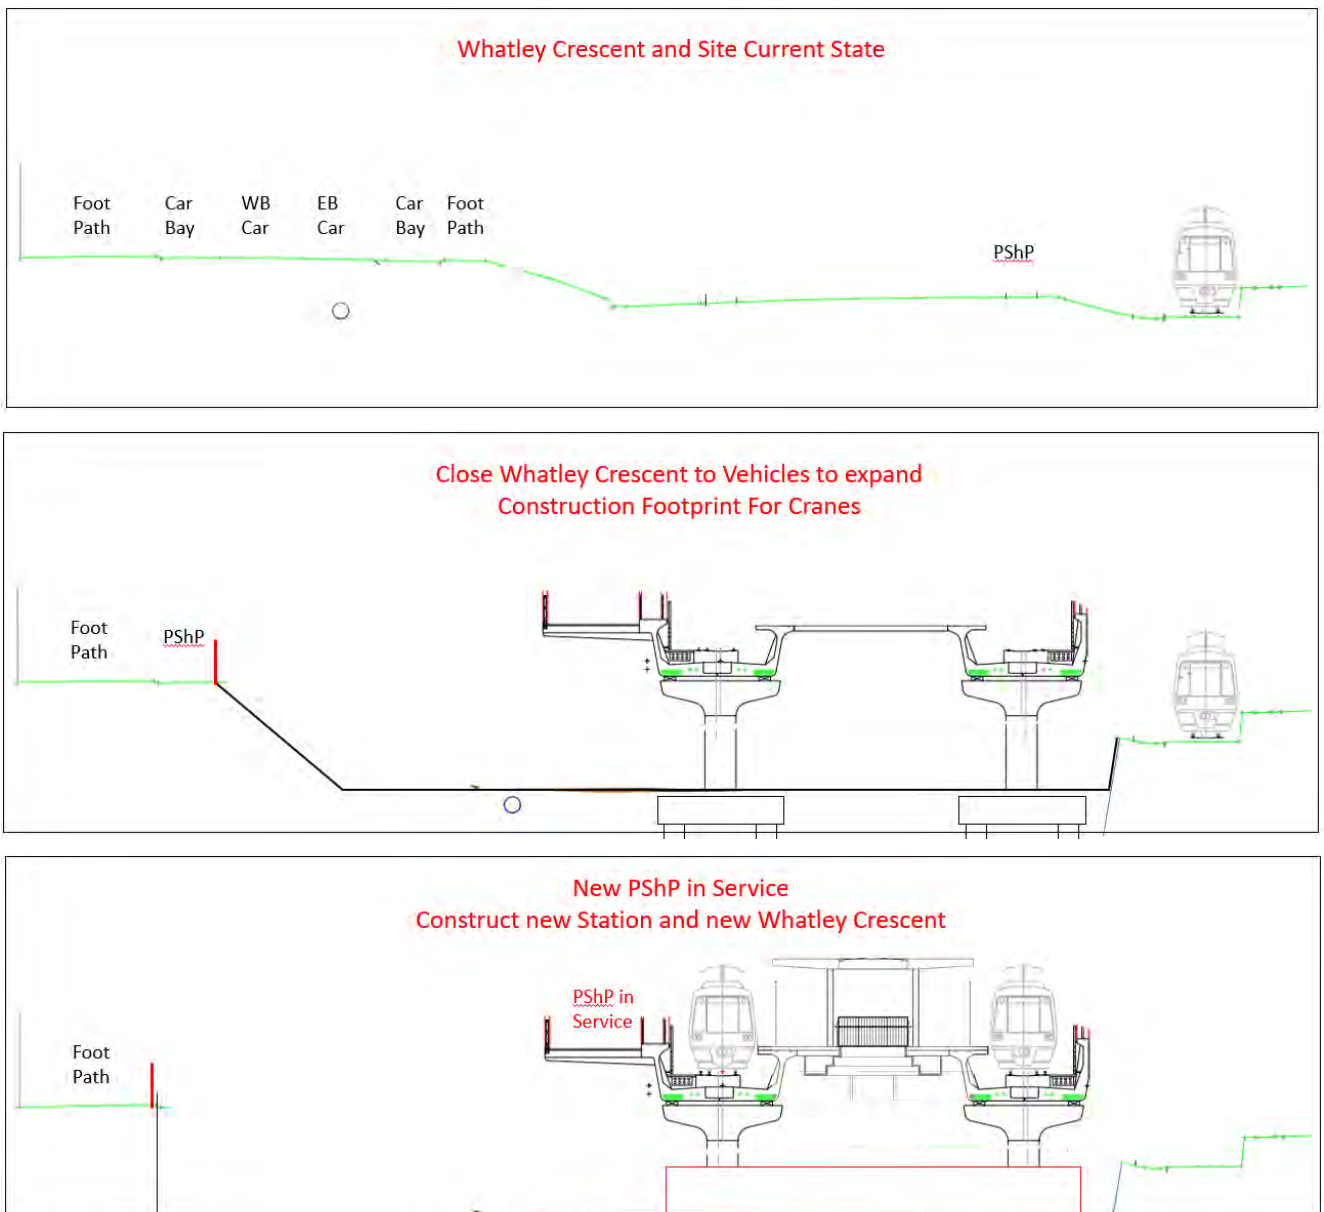 Whatley Crescent and Site Current State
Foot Path
Car Bay
WB Car
EB Car
Car Bay
Foot Path
PShP
Close Whatley Crescent to Vehicles to expand
Construction Footprint For Cranes
Foot Path
PShP
New PShP in Service
Construct new Station and new Whatley Crescent
PShP in
Service
Foot
Path